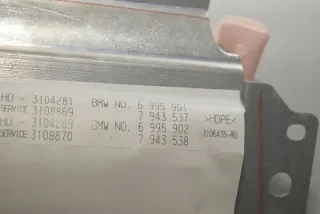 HD - 3104281 BMW NO. 6 995 901
SERVICE 3108869 7 943 537
HD - 3104283 BMW NO. 6 995 902
SERVICE 3108870 7 943 538
>HDPE<
3106435-AD